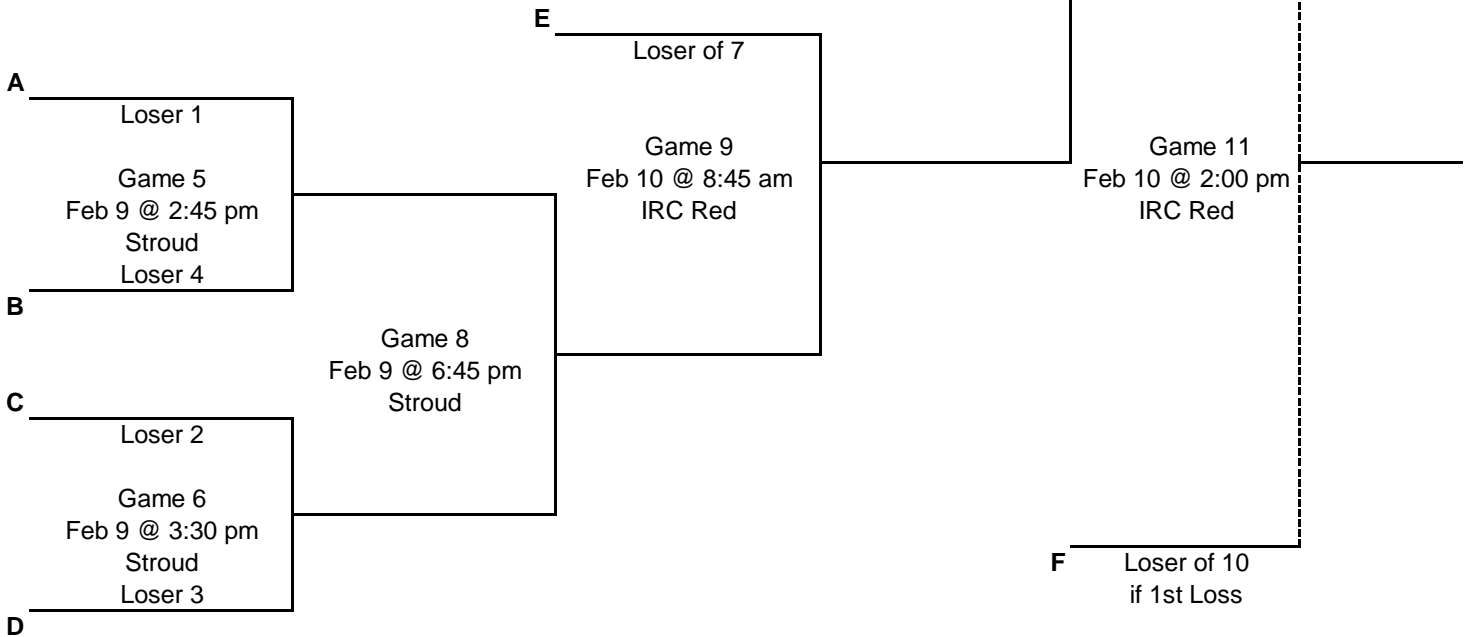 E
Loser of 7
A
Loser 1
Game 5
Feb 9 @ 2:45 pm
Stroud
Loser 4
B
Game 9
Feb 10 @ 8:45 am
IRC Red
Game 11
Feb 10 @ 2:00 pm
IRC Red
Game 8
Feb 9 @ 6:45 pm
Stroud
C
Loser 2
Game 6
Feb 9 @ 3:30 pm
Stroud
Loser 3
D
F
Loser of 10
if 1st Loss